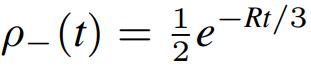 ρ₋(t) = ½e^{−Rt/3}